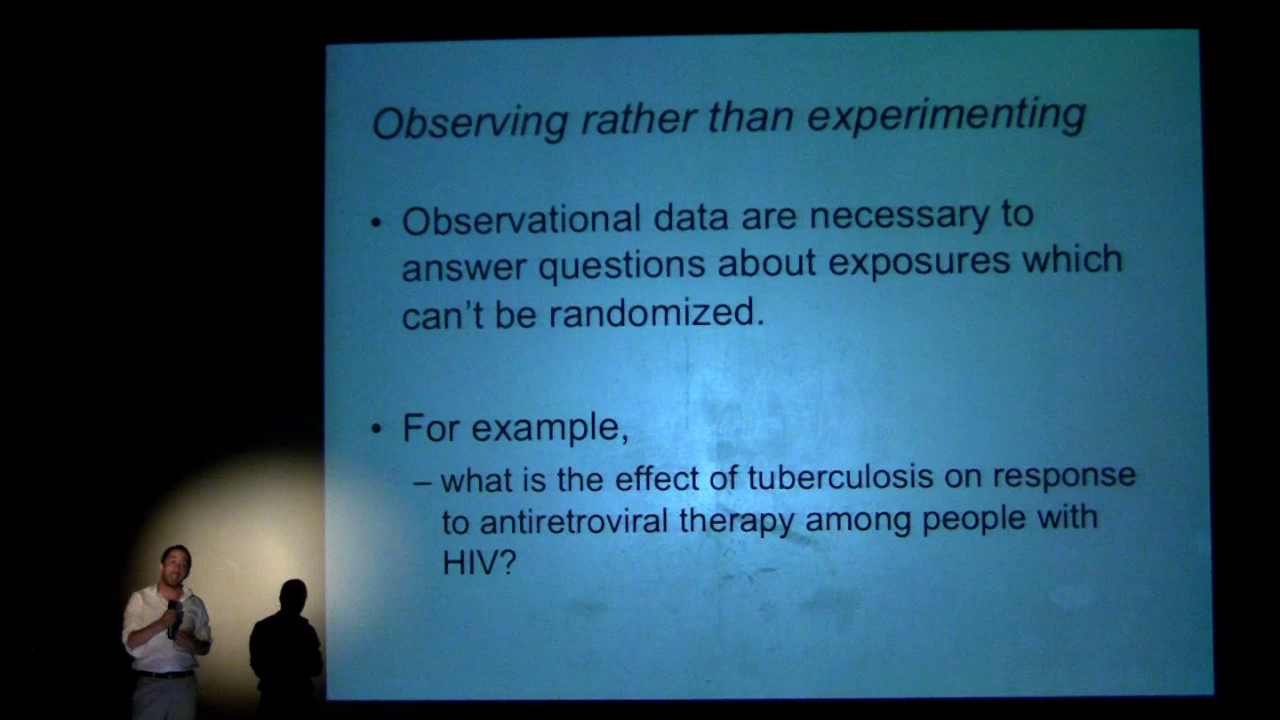 Observing rather than experimenting
• Observational data are necessary to
answer questions about exposures which
can't be randomized.
• For example,
– what is the effect of tuberculosis on response
to antiretroviral therapy among people with
HIV?